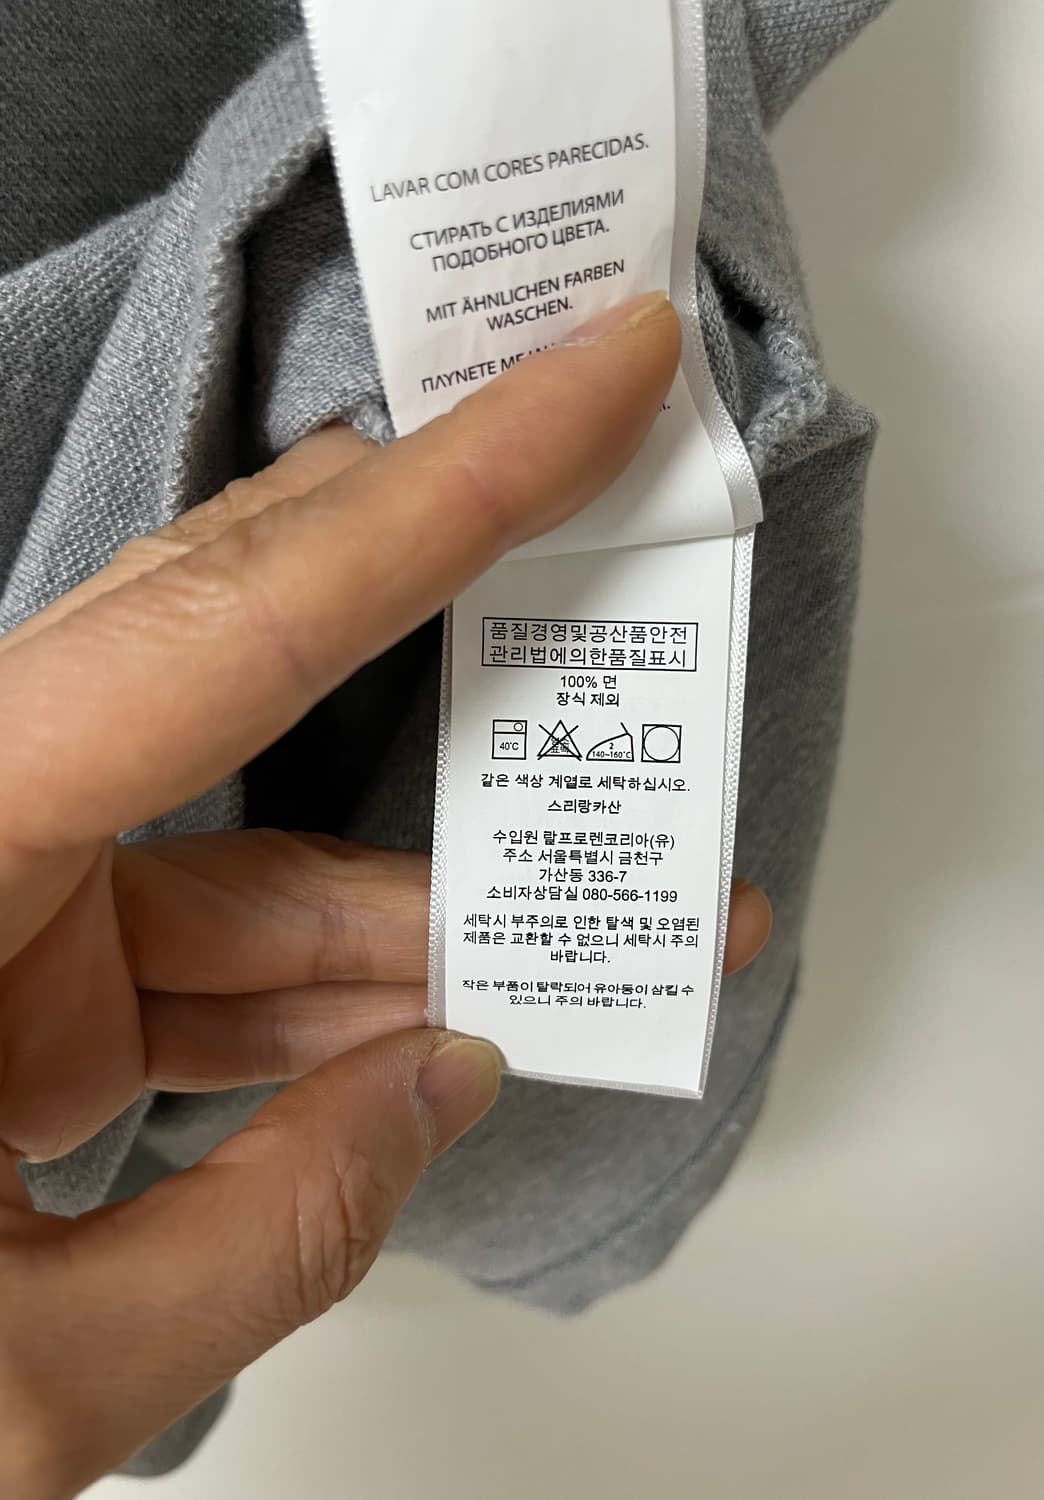 LAVAR COM CORES PARECIDAS.
СТИРАТЬ С ИЗДЕЛИЯМИ
ПОДОБНОГО ЦВЕТА.
MIT ÄHNLICHEN FARBEN
WASCHEN.
ΠΛΥΝΕΤΕ ΜΕ
품질경영및공산품안전
관리법에의한품질표시
100% 면
장식 제외
40°C
2
140~160°C
같은 색상 계열로 세탁하십시오.
스리랑카산
수입원 랄프로렌코리아(유)
주소 서울특별시 금천구
가산동 336-7
소비자상담실 080-566-1199
세탁시 부주의로 인한 탈색 및 오염된
제품은 교환할 수 없으니 세탁시 주의
바랍니다.
작은 부품이 탈락되어 유아동이 삼킬 수
있으니 주의 바랍니다.